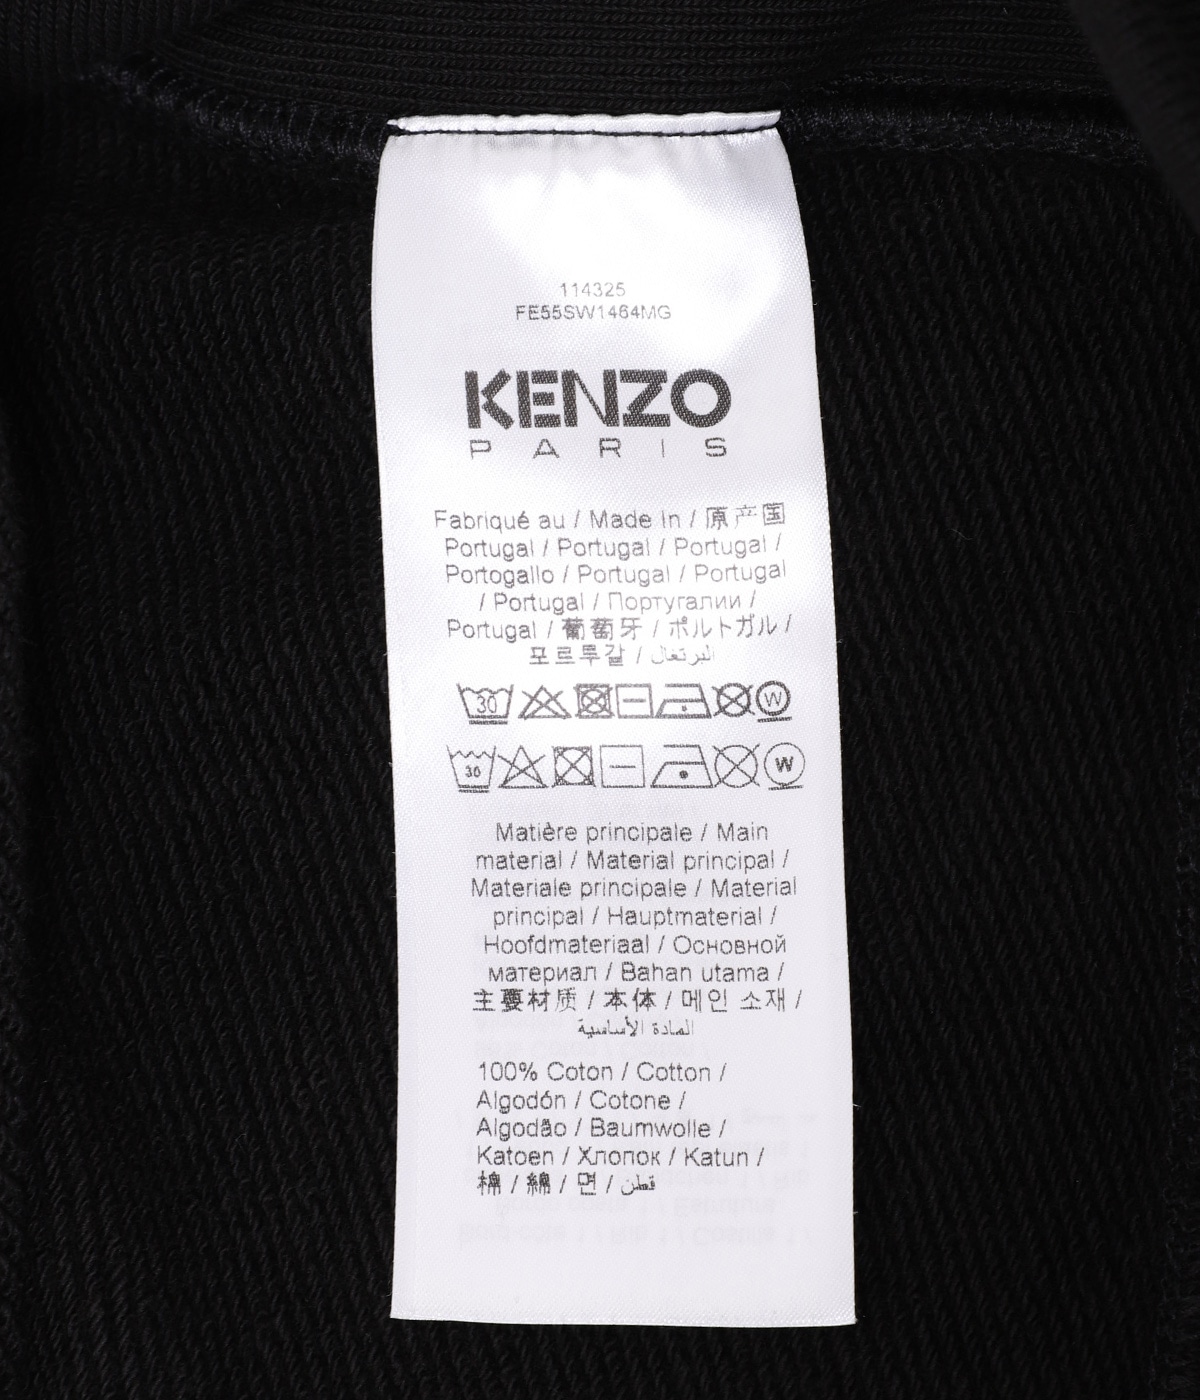 114325
FE55SW1464MG
KENZO
PARIS
Fabriqué au / Made In / 原产国
Portugal / Portugal / Portugal /
Portogallo / Portugal / Portugal
/ Portugal / Португалии /
Portugal / 葡萄牙 / ポルトガル /
포르투갈 / البرتغال
30 W
30 W
Matière principale / Main
material / Material principal /
Materiale principale / Material
principal / Hauptmaterial /
Hoofdmateriaal / Основной
материал / Bahan utama /
主要材质 / 本体 / 메인 소재 /
المادة الأساسية
100% Coton / Cotton /
Algodón / Cotone /
Algodão / Baumwolle /
Katoen / Хлопок / Katun /
棉 / 綿 / 면 / قطن